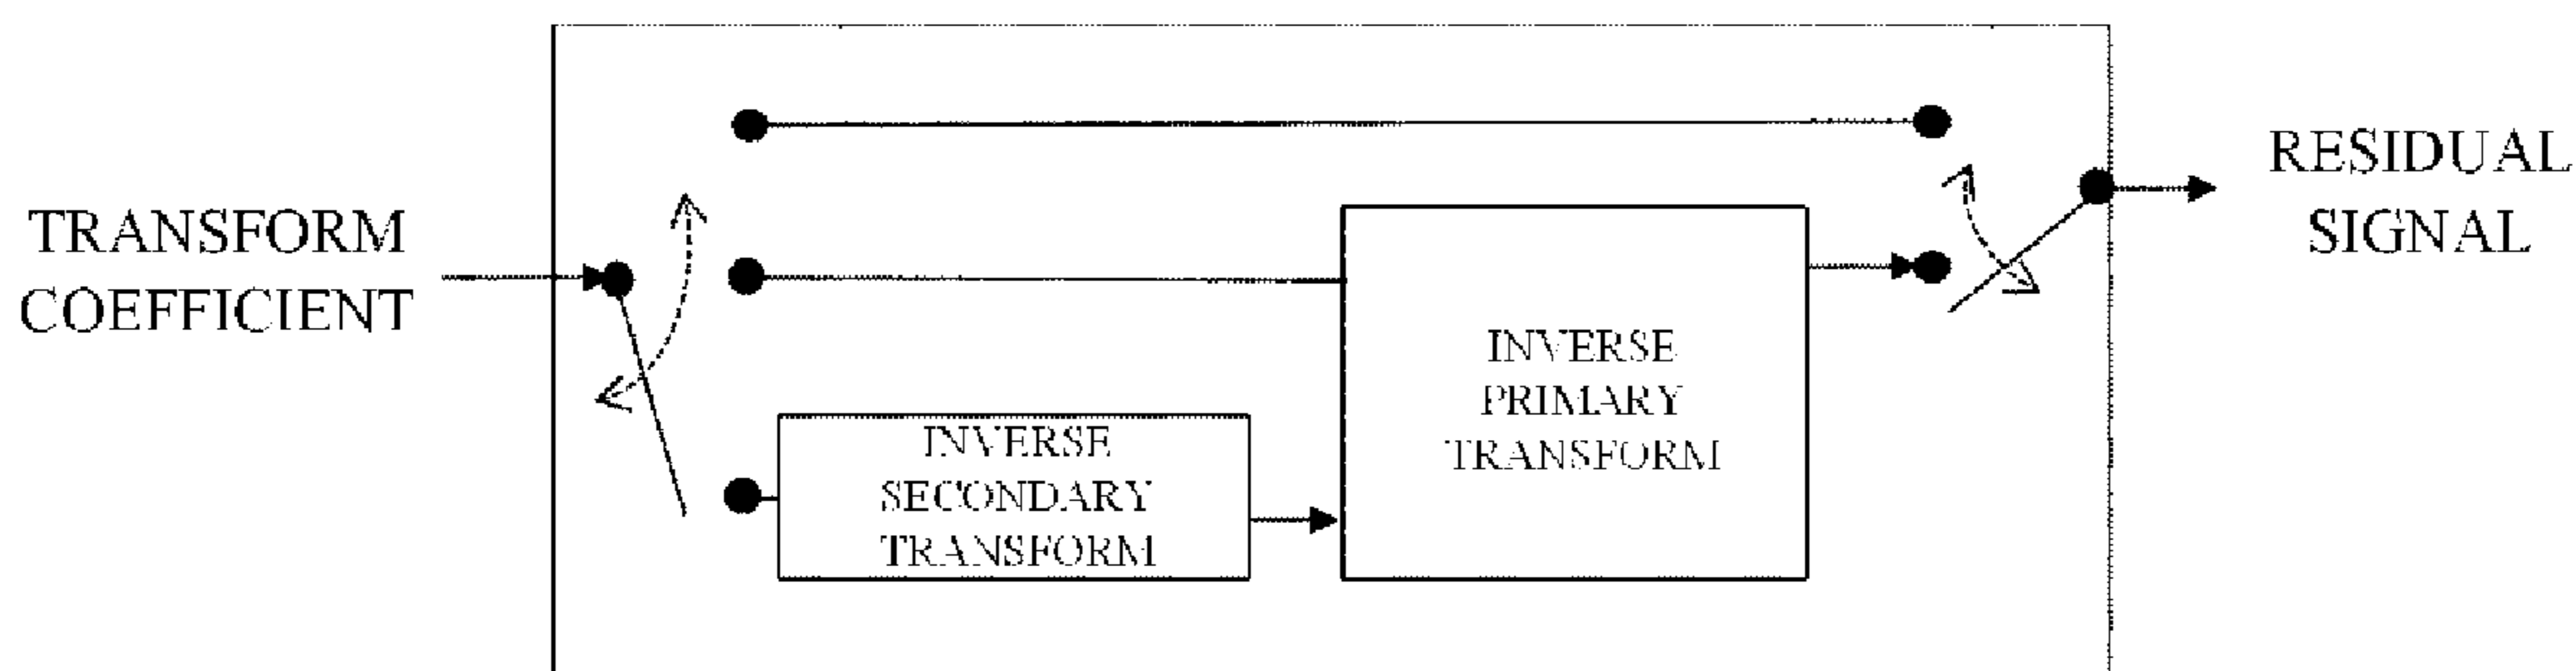 TRANSFORM
COEFFICIENT
INVERSE
SECONDARY
TRANSFORM
INVERSE
PRIMARY
TRANSFORM
RESIDUAL
SIGNAL